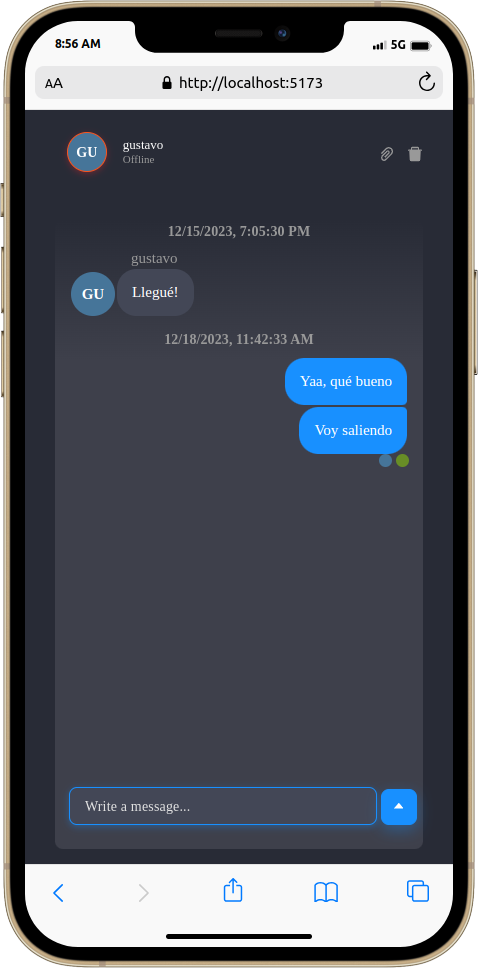 8:56 AM
5G
AA
http://localhost:5173
GU
gustavo
Offline
12/15/2023, 7:05:30 PM
gustavo
GU
Llegué!
12/18/2023, 11:42:33 AM
Yaa, qué bueno
Voy saliendo
Write a message...